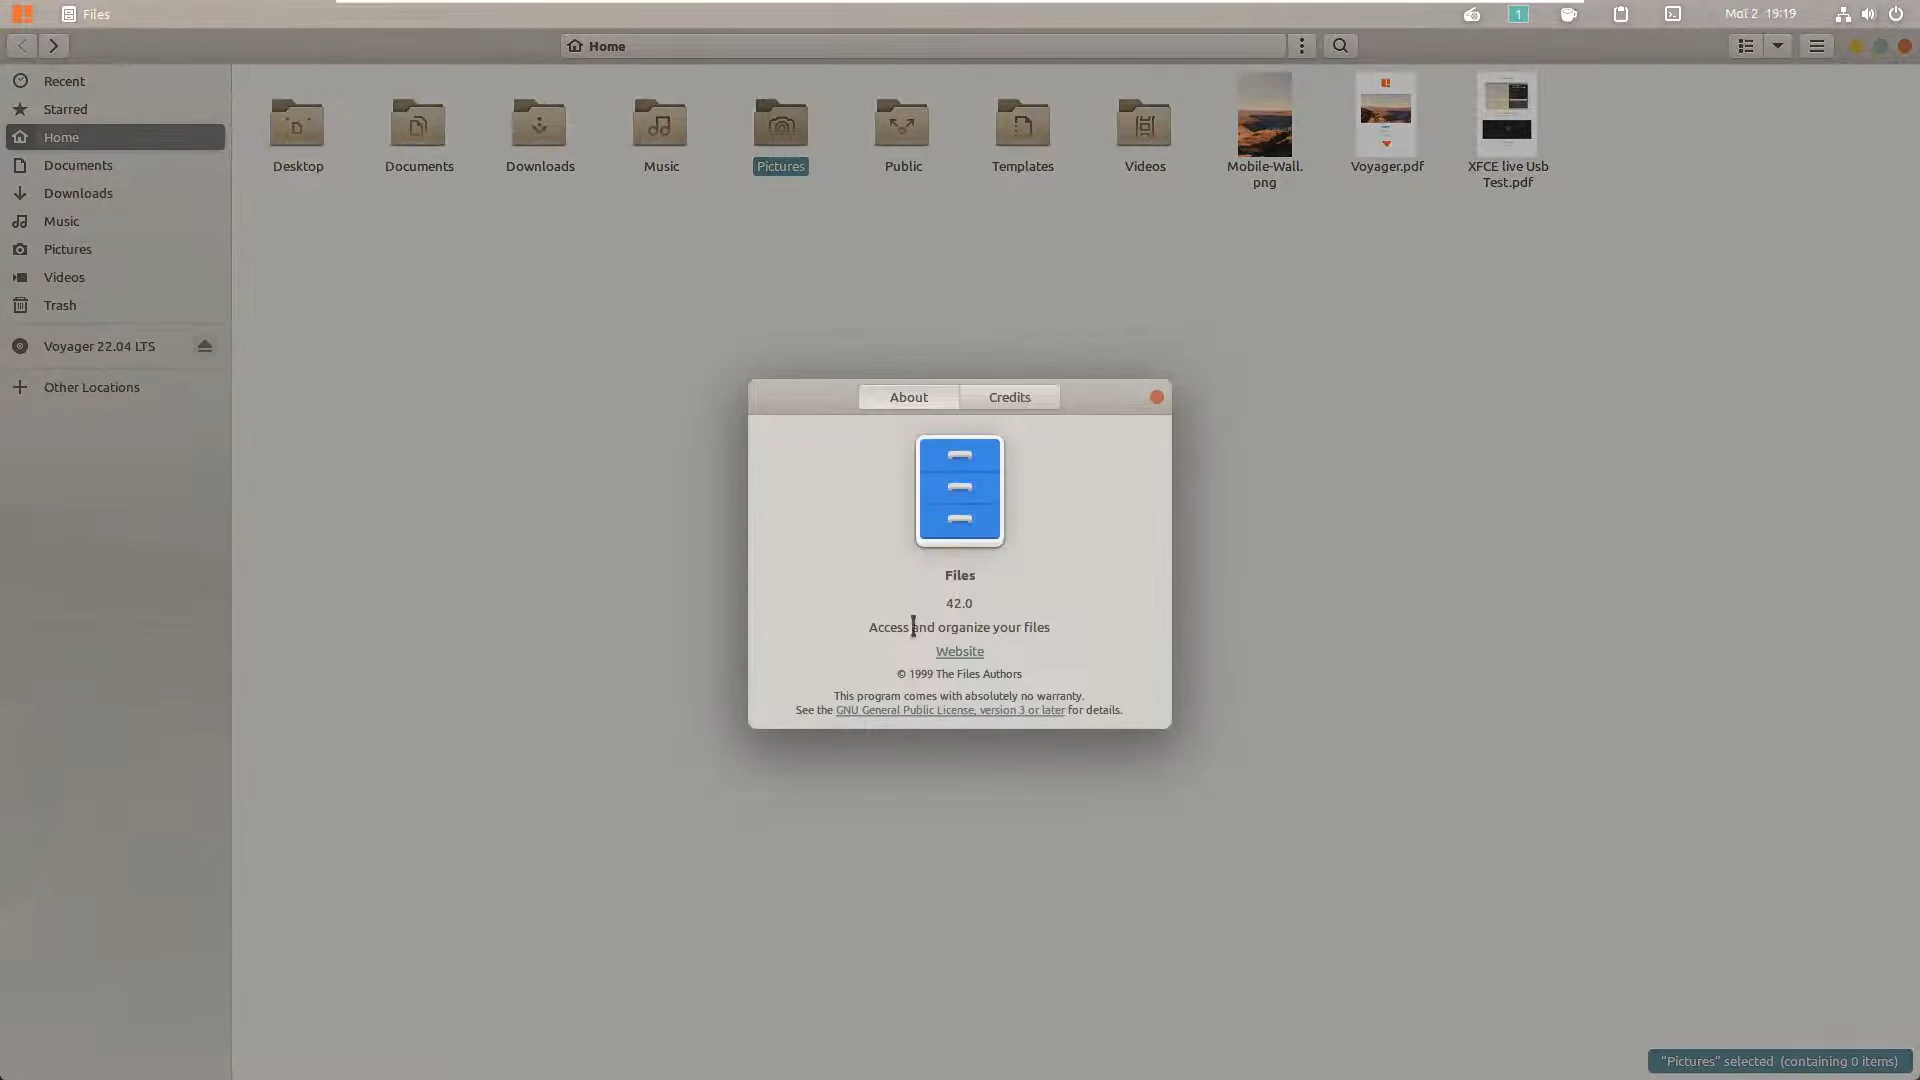 Files
1
Maï 2 19:19
Home
Recent
Starred
Home
Documents
Downloads
Music
Pictures
Videos
Trash
Voyager 22.04 LTS
Other Locations
Desktop
Documents
Downloads
Music
Pictures
Public
Templates
Videos
Mobile-Wall.
png
Voyager.pdf
XFCE live Usb
Test.pdf
About
Credits
Files
42.0
Access and organize your files
Website
© 1999 The Files Authors
This program comes with absolutely no warranty.
See the GNU General Public License, version 3 or later for details.
“Pictures” selected (containing 0 items)